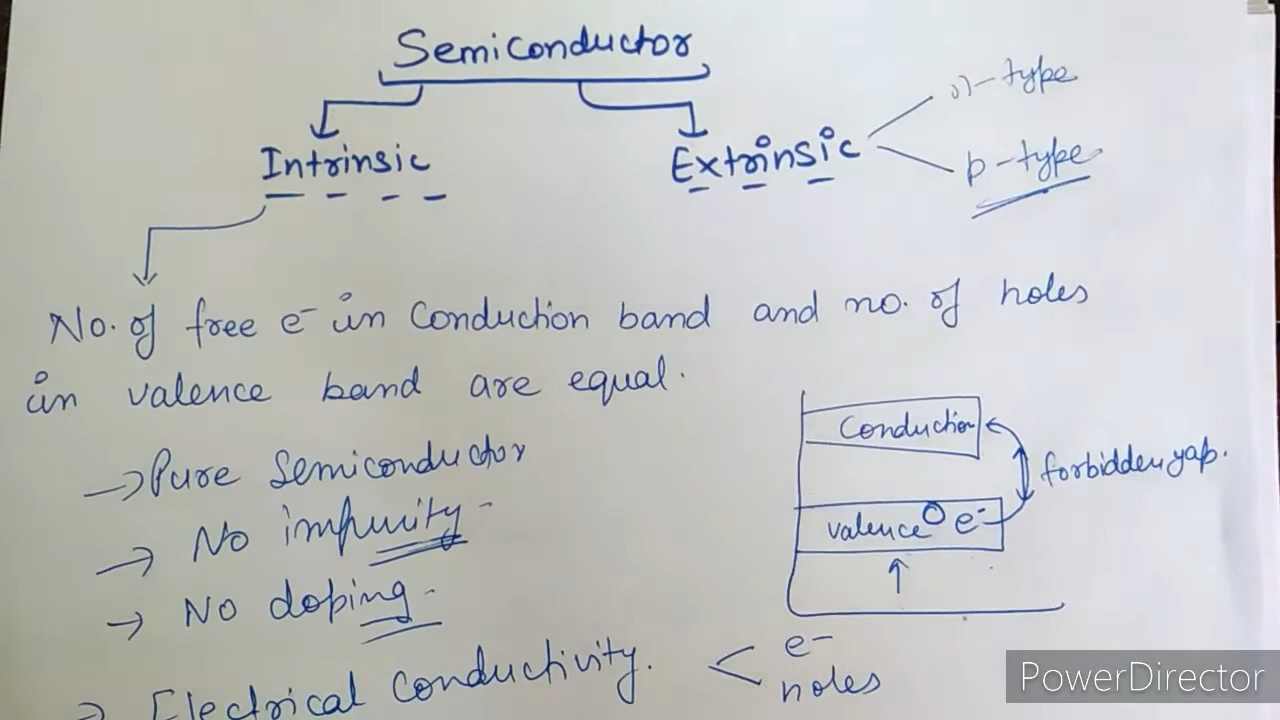 Semiconductor
Intrinsic
Extrinsic
n-type
p-type
No. of free e- in conduction band and no. of holes
in valence band are equal.
→ Pure semiconductor
→ No impurity -
→ No doping -
→ Electrical conductivity. < e-
holes
Conduction
forbidden gap.
valence e-
↑
PowerDirector